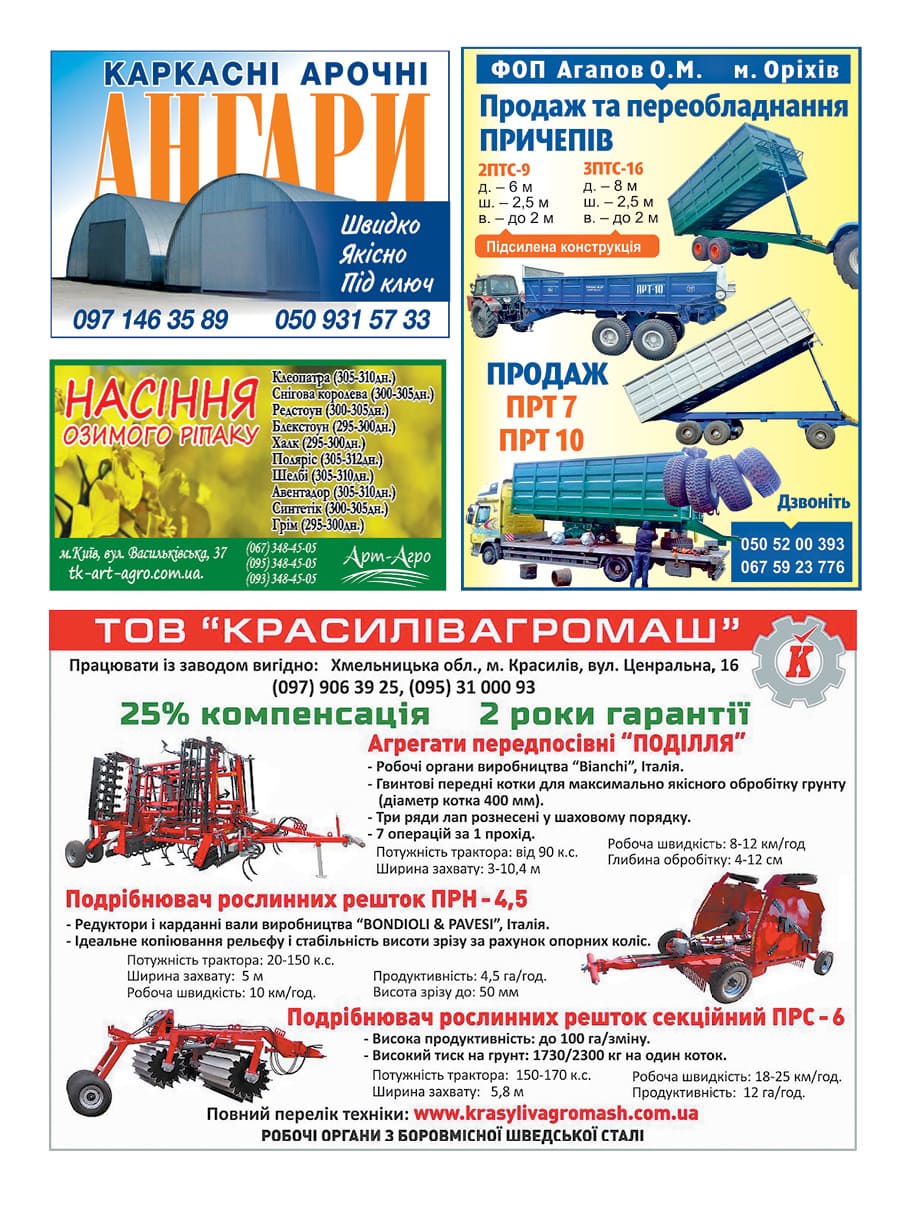 КАРКАСНІ АРОЧНІ
АНГАРИ
Швидко
Якісно
Під ключ
097 146 35 89 050 931 57 33
НАСІННЯ
ОЗИМОГО РІПАКУ
Клеопатра (305-310дн.)
Снігова королева (300-305дн.)
Редстоун (300-305дн.)
Блекстоун (295-300дн.)
Халк (295-300дн.)
Поляріс (305-312дн.)
Шелбі (305-310дн.)
Авентадор (305-310дн.)
Синтетік (300-305дн.)
Грім (295-300дн.)
м.Київ, вул. Васильківська, 37
tk-art-agro.com.ua.
(067) 348-45-05
(095) 348-45-05
(093) 348-45-05
Арт-Агро
ФОП Агапов О.М. м. Оріхів
Продаж та переобладнання
ПРИЧЕПІВ
2ПТС-9
д. – 6 м
ш. – 2,5 м
в. – до 2 м
3ПТС-16
д. – 8 м
ш. – 2,5 м
в. – до 2 м
Підсилена конструкція
ПРТ-10
ПРОДАЖ
ПРТ 7
ПРТ 10
Дзвоніть
050 52 00 393
067 59 23 776
ТОВ “КРАСИЛІВАГРОМАШ”
К
Працювати із заводом вигідно: Хмельницька обл., м. Красилів, вул. Ценральна, 16
(097) 906 39 25, (095) 31 000 93
25% компенсація 2 роки гарантії
Агрегати передпосівні “ПОДІЛЛЯ”
- Робочі органи виробництва “Bianchi”, Італія.
- Гвинтові передні котки для максимально якісного обробітку грунту
(діаметр котка 400 мм).
- Три ряди лап рознесені у шаховому порядку.
- 7 операцій за 1 прохід.
Потужність трактора: від 90 к.с.
Ширина захвату: 3-10,4 м
Робоча швидкість: 8-12 км/год
Глибина обробітку: 4-12 см
Подрібнювач рослинних решток ПРН - 4,5
- Редуктори і карданні вали виробництва “BONDIOLI & PAVESI”, Італія.
- Ідеальне копіювання рельєфу і стабільність висоти зрізу за рахунок опорних коліс.
Потужність трактора: 20-150 к.с.
Ширина захвату: 5 м
Робоча швидкість: 10 км/год.
Продуктивність: 4,5 га/год.
Висота зрізу до: 50 мм
Подрібнювач рослинних решток секційний ПРС - 6
- Висока продуктивність: до 100 га/зміну.
- Високий тиск на грунт: 1730/2300 кг на один коток.
Потужність трактора: 150-170 к.с.
Ширина захвату: 5,8 м
Робоча швидкість: 18-25 км/год.
Продуктивність: 12 га/год.
Повний перелік техніки: www.krasylivagromash.com.ua
РОБОЧІ ОРГАНИ З БОРОВМІСНОЇ ШВЕДСЬКОЇ СТАЛІ